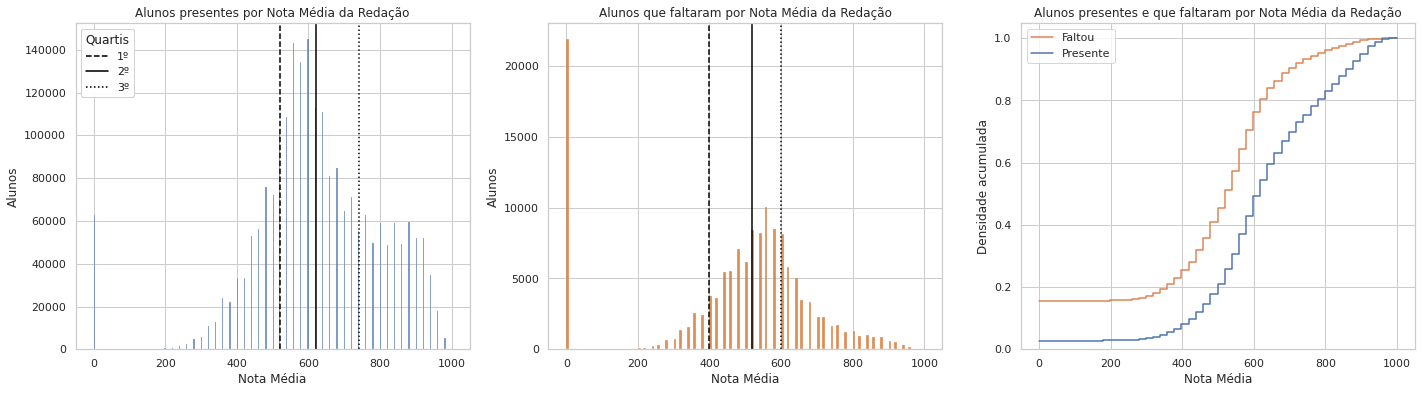 Alunos presentes por Nota Média da Redação
Quartis
1º
2º
3º
140000
120000
100000
80000
60000
40000
20000
0
Alunos
0
200
400
600
800
1000
Nota Média
Alunos que faltaram por Nota Média da Redação
20000
15000
10000
5000
0
Alunos
0
200
400
600
800
1000
Nota Média
Alunos presentes e que faltaram por Nota Média da Redação
Faltou
Presente
1.0
0.8
0.6
0.4
0.2
0.0
Densidade acumulada
0
200
400
600
800
1000
Nota Média